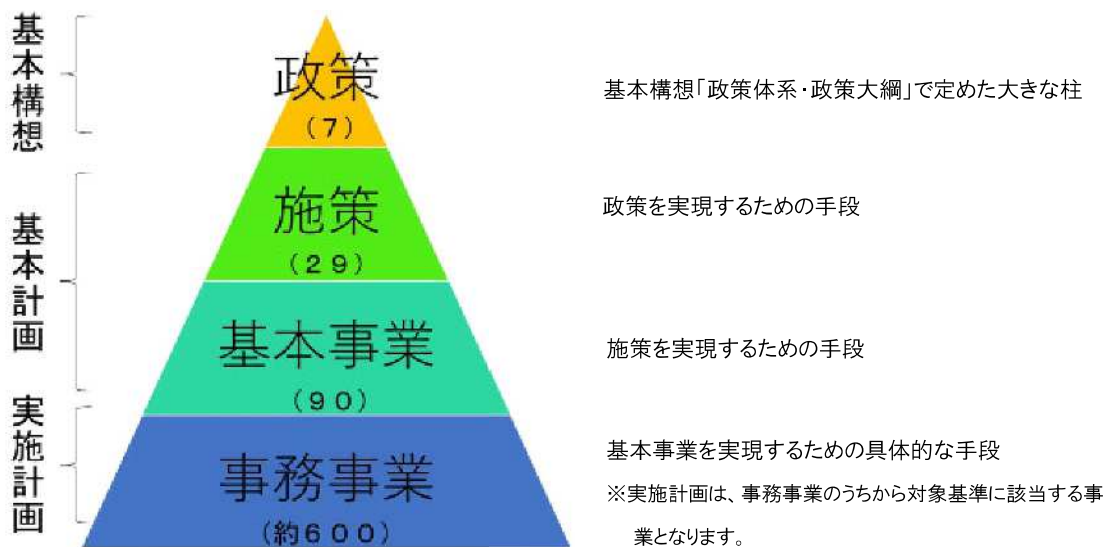 基本構想
政策
（７）
基本構想「政策体系・政策大綱」で定めた大きな柱
基本計画
施策
（２９）
政策を実現するための手段
基本事業
（９０）
施策を実現するための手段
実施計画
事務事業
（約６００）
基本事業を実現するための具体的な手段
※実施計画は、事務事業のうちから対象基準に該当する事
業となります。